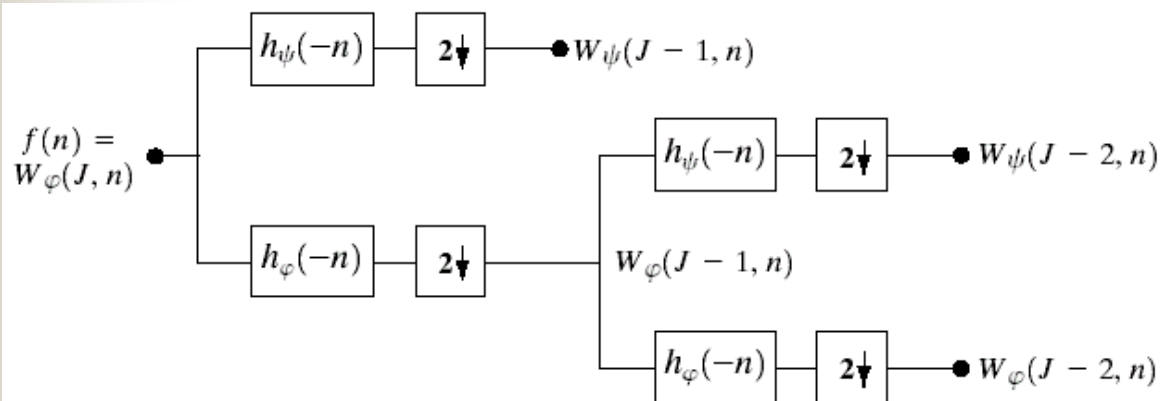 h_ψ(−n)
2↓
W_ψ(J − 1, n)
f(n) =
W_φ(J, n)
h_ψ(−n)
2↓
W_ψ(J − 2, n)
h_φ(−n)
2↓
W_φ(J − 1, n)
h_φ(−n)
2↓
W_φ(J − 2, n)